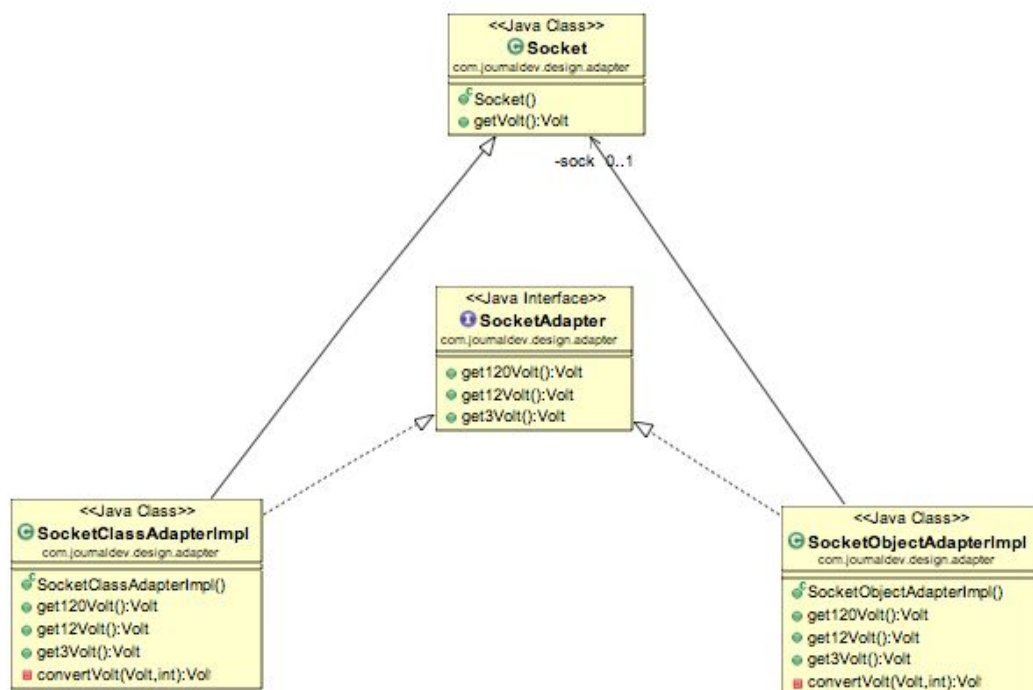 <<Java Class>>
Socket
com.journaldev.design.adapter
Socket()
getVolt():Volt
-sock 0..1
<<Java Interface>>
SocketAdapter
com.journaldev.design.adapter
get120Volt():Volt
get12Volt():Volt
get3Volt():Volt
<<Java Class>>
SocketClassAdapterImpl
com.journaldev.design.adapter
SocketClassAdapterImpl()
get120Volt():Volt
get12Volt():Volt
get3Volt():Volt
convertVolt(Volt,int):Vol
<<Java Class>>
SocketObjectAdapterImpl
com.journaldev.design.adapter
SocketObjectAdapterImpl()
get120Volt():Volt
get12Volt():Volt
get3Volt():Volt
convertVolt(Volt,int):Vol